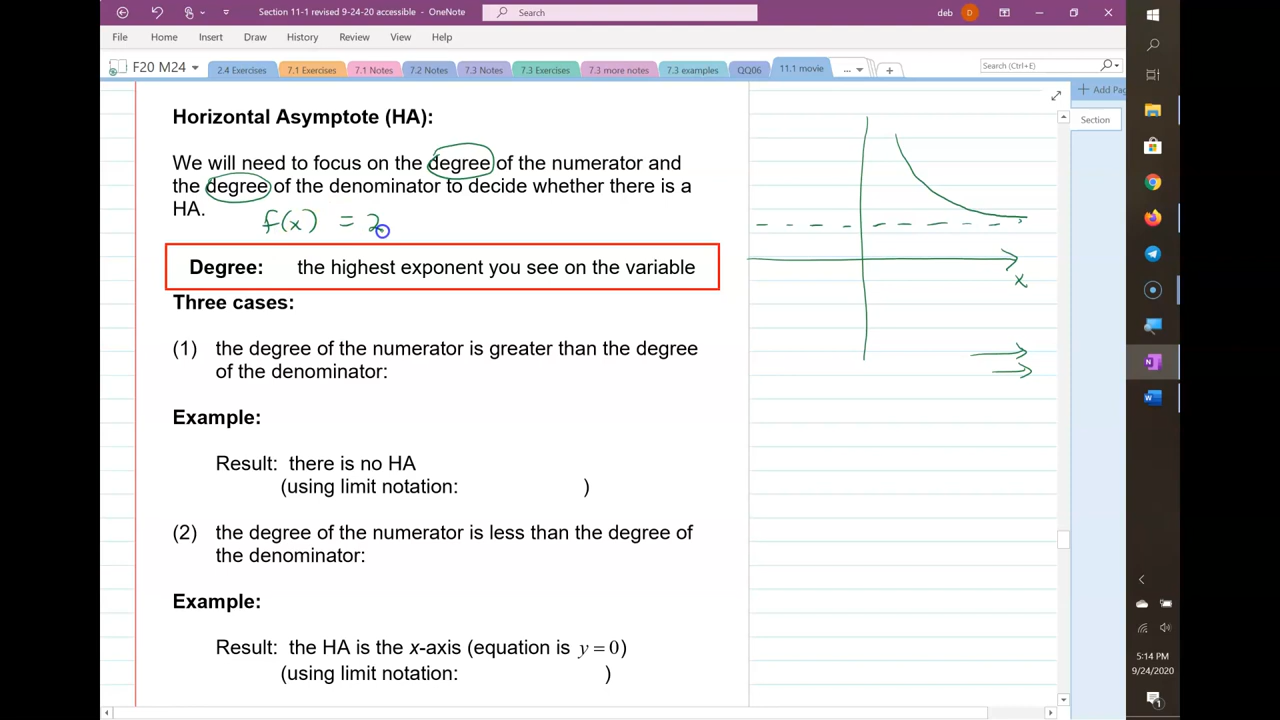 Section 11-1 revised 9-24-20 accessible - OneNote
Search
deb
D
File Home Insert Draw History Review View Help
F20 M24
2.4 Exercises 7.1 Exercises 7.1 Notes 7.2 Notes 7.3 Notes 7.3 Exercises 7.3 more notes 7.3 examples QQ06 11.1 movie ...
Search (Ctrl+E)
Add Pag
Section
Horizontal Asymptote (HA):
We will need to focus on the degree of the numerator and
the degree of the denominator to decide whether there is a
HA.
f(x) = 2
Degree: the highest exponent you see on the variable
Three cases:
(1) the degree of the numerator is greater than the degree
of the denominator:
Example:
Result: there is no HA
(using limit notation: )
(2) the degree of the numerator is less than the degree of
the denominator:
Example:
Result: the HA is the x-axis (equation is y = 0)
(using limit notation: )
x
5:14 PM
9/24/2020
1